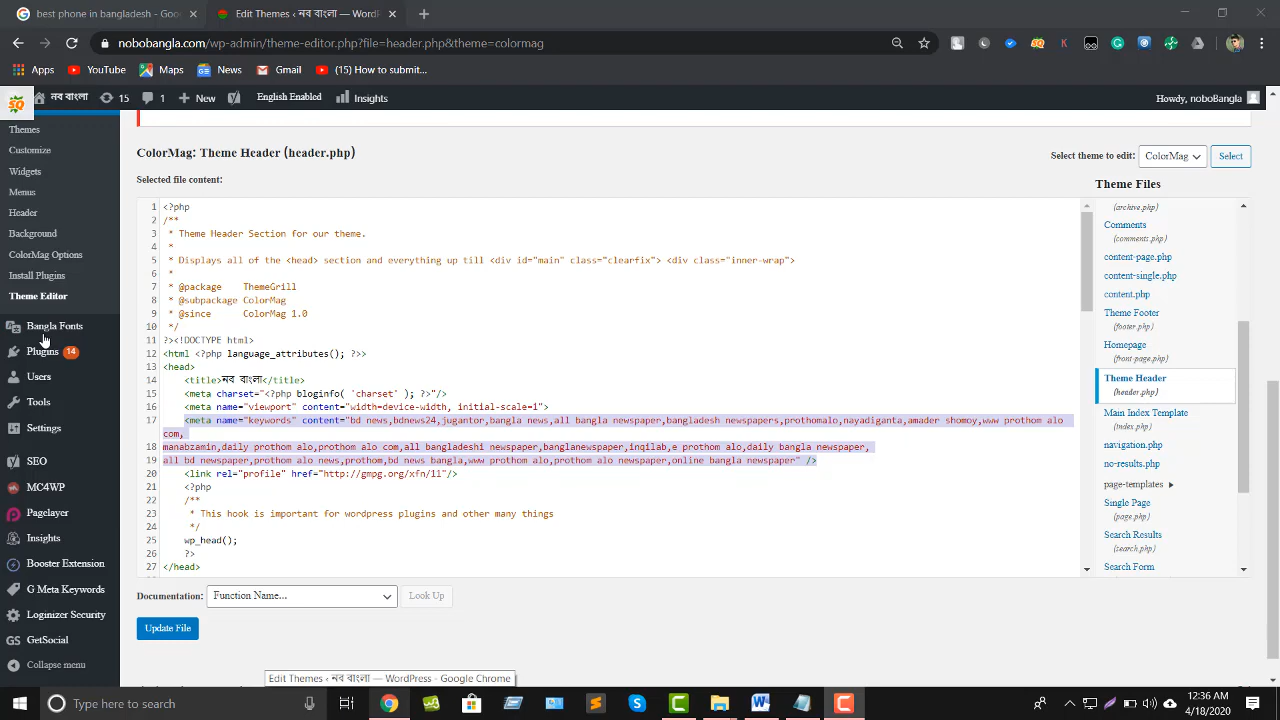 best phone in bangladesh - Goo
Edit Themes ‹ নব বাংলা — WordP
nobobangla.com/wp-admin/theme-editor.php?file=header.php&theme=colormag
Apps
YouTube
Maps
News
Gmail
(15) How to submit...
নব বাংলা
15
1
New
English Enabled
Insights
Howdy, noboBangla
Themes
Customize
Widgets
Menus
Header
Background
ColorMag Options
Install Plugins
Theme Editor
Bangla Fonts
Plugins 14
Users
Tools
Settings
SEO
MC4WP
Pagelayer
Insights
Booster Extension
G Meta Keywords
Loginizer Security
GetSocial
Collapse menu
ColorMag: Theme Header (header.php)
Select theme to edit: ColorMag Select
Selected file content:
1 <?php
2 /**
3 * Theme Header Section for our theme.
4 *
5 * Displays all of the <head> section and everything up till <div id="main" class="clearfix"> <div class="inner-wrap">
6 *
7 * @package ThemeGrill
8 * @subpackage ColorMag
9 * @since ColorMag 1.0
10 */
11 ?><!DOCTYPE html>
12 <html <?php language_attributes(); ?>>
13 <head>
14 <title>নব বাংলা</title>
15 <meta charset="<?php bloginfo( 'charset' ); ?>"/>
16 <meta name="viewport" content="width=device-width, initial-scale=1">
17 <meta name="keywords" content="bd news,bdnews24,jugantor,bangla news,all bangla newspaper,bangladesh newspapers,prothomalo,nayadiganta,amader shomoy,www prothom alo
com,
18 manabzamin,daily prothom alo,prothom alo com,all bangladeshi newspaper,banglanewspaper,inqilab,e prothom alo,daily bangla newspaper,
19 all bd newspaper,prothom alo news,prothom,bd news bangla,www prothom alo,prothom alo newspaper,online bangla newspaper" />
20 <link rel="profile" href="http://gmpg.org/xfn/11"/>
21 <?php
22 /**
23 * This hook is important for wordpress plugins and other many things
24 */
25 wp_head();
26 ?>
27 </head>
Theme Files
(archive.php)
Comments
(comments.php)
content-page.php
content-single.php
content.php
Theme Footer
(footer.php)
Homepage
(front-page.php)
Theme Header
(header.php)
Main Index Template
(index.php)
navigation.php
no-results.php
page-templates
Single Page
(page.php)
Search Results
(search.php)
Search Form
Documentation: Function Name... Look Up
Update File
Edit Themes ‹ নব বাংলা — WordPress - Google Chrome
Type here to search
12:36 AM
4/18/2020